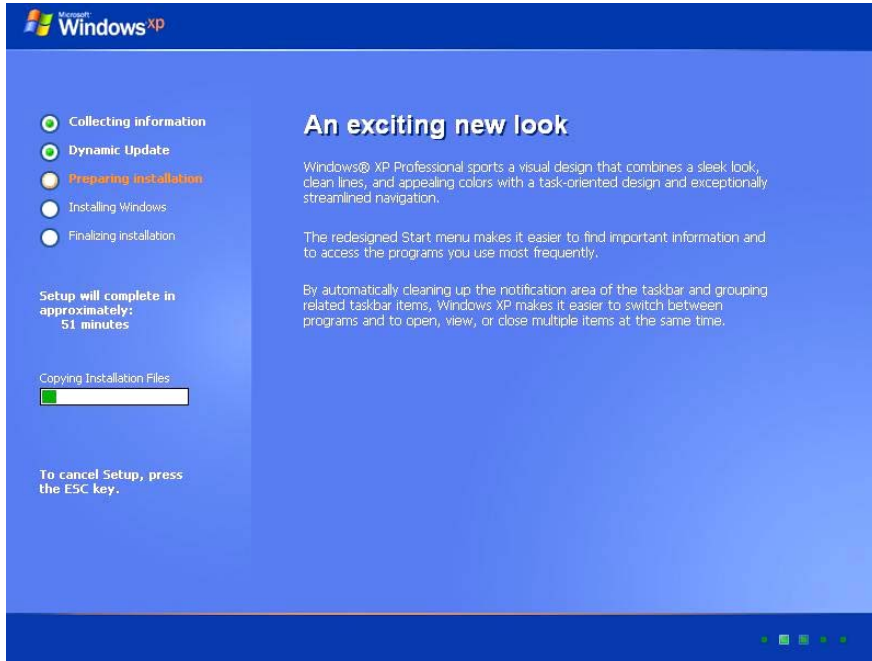 Microsoft
Windows xp
Collecting information
Dynamic Update
Preparing installation
Installing Windows
Finalizing installation
Setup will complete in
approximately:
51 minutes
Copying Installation Files
To cancel Setup, press
the ESC key.
An exciting new look
Windows® XP Professional sports a visual design that combines a sleek look,
clean lines, and appealing colors with a task-oriented design and exceptionally
streamlined navigation.
The redesigned Start menu makes it easier to find important information and
to access the programs you use most frequently.
By automatically cleaning up the notification area of the taskbar and grouping
related taskbar items, Windows XP makes it easier to switch between
programs and to open, view, or close multiple items at the same time.